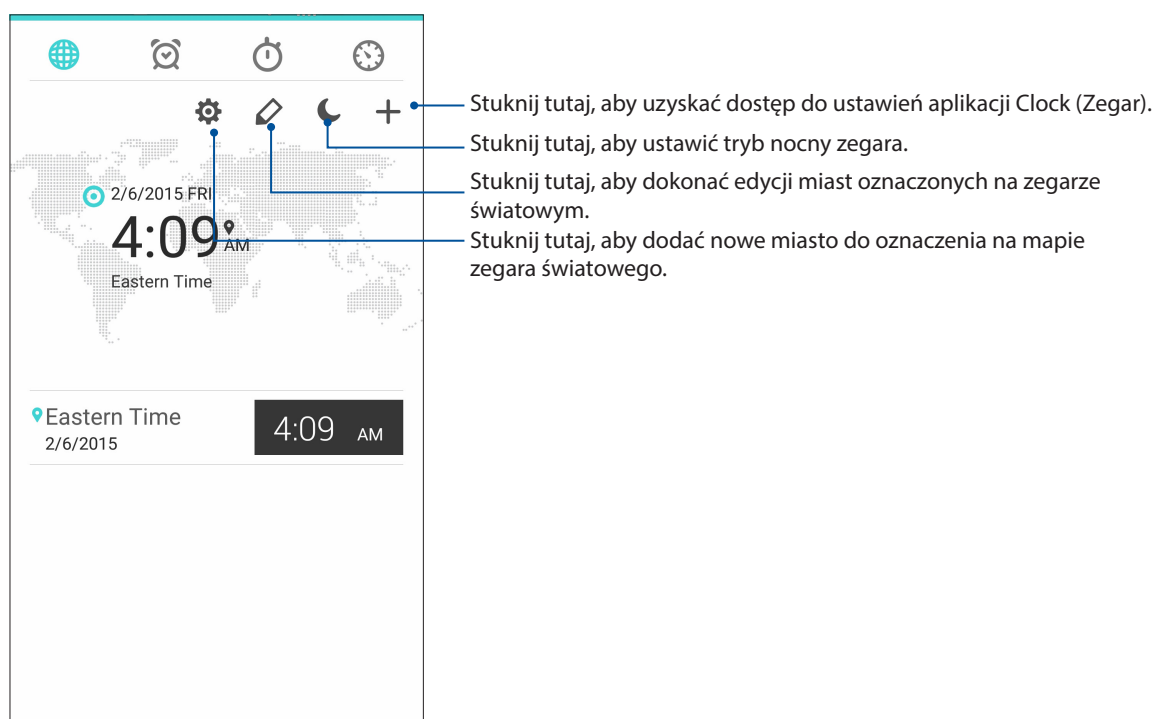 Stuknij tutaj, aby uzyskać dostęp do ustawień aplikacji Clock (Zegar).
Stuknij tutaj, aby ustawić tryb nocny zegara.
Stuknij tutaj, aby dokonać edycji miast oznaczonych na zegarze
światowym.
Stuknij tutaj, aby dodać nowe miasto do oznaczenia na mapie
zegara światowego.
2/6/2015 FRI
4:09 AM
Eastern Time
Eastern Time
2/6/2015
4:09 AM